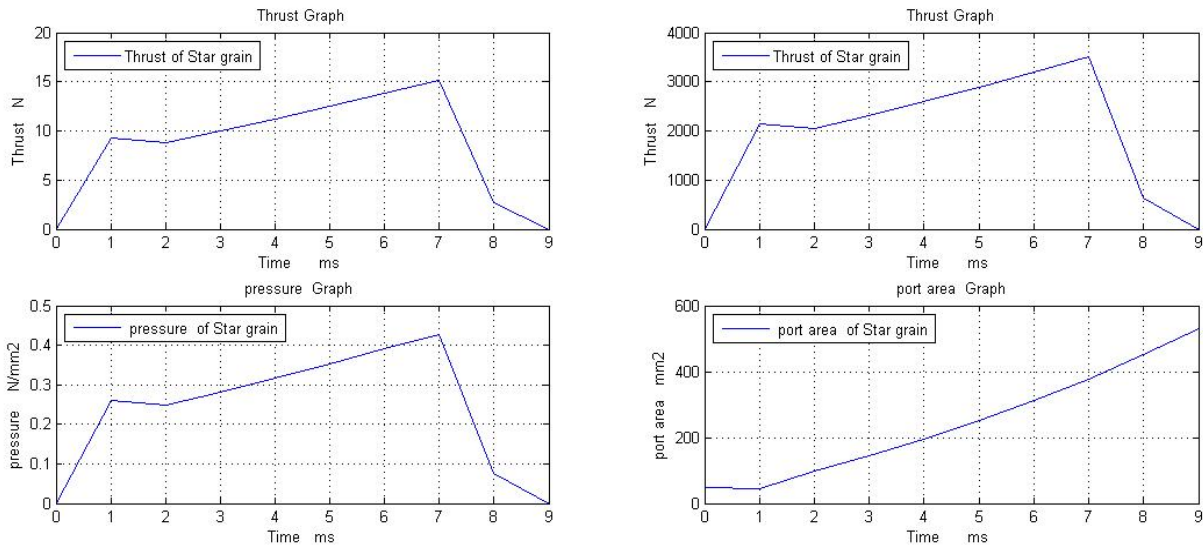 Thrust Graph
20
15
10
5
0
Thrust N
Thrust of Star grain
0 1 2 3 4 5 6 7 8 9
Time ms
Thrust Graph
4000
3000
2000
1000
0
Thrust N
Thrust of Star grain
0 1 2 3 4 5 6 7 8 9
Time ms
pressure Graph
0.5
0.4
0.3
0.2
0.1
0
pressure N/mm2
pressure of Star grain
0 1 2 3 4 5 6 7 8 9
Time ms
port area Graph
600
400
200
0
port area mm2
port area of Star grain
0 1 2 3 4 5 6 7 8 9
Time ms